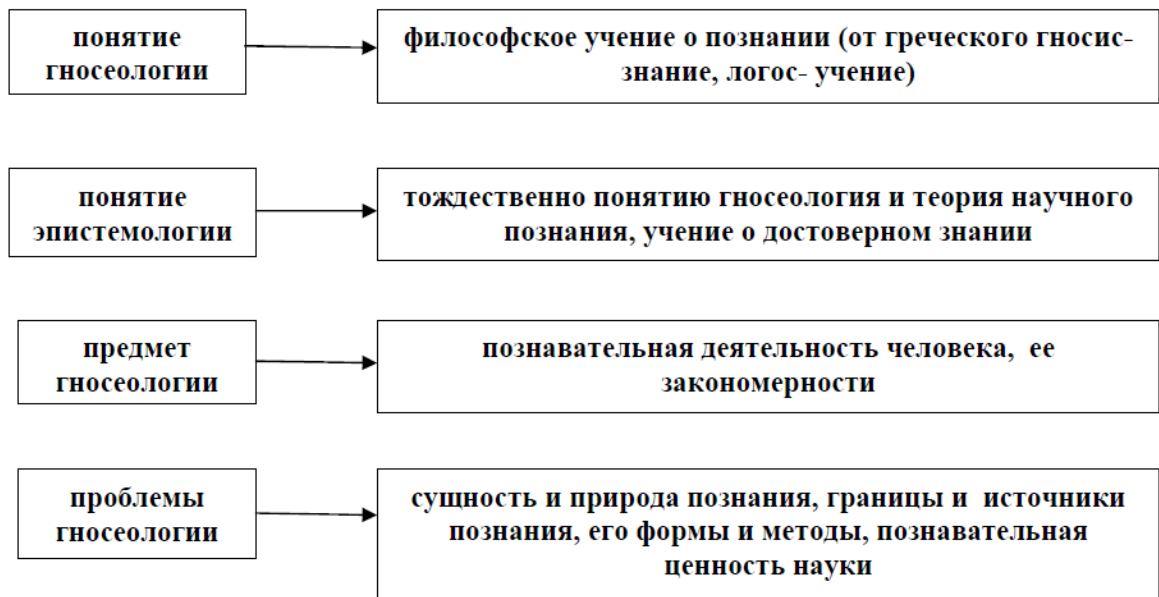 понятие
гносеологии
философское учение о познании (от греческого гносис-
знание, логос- учение)
понятие
эпистемологии
тождественно понятию гносеология и теория научного
познания, учение о достоверном знании
предмет
гносеологии
познавательная деятельность человека, ее
закономерности
проблемы
гносеологии
сущность и природа познания, границы и источники
познания, его формы и методы, познавательная
ценность науки